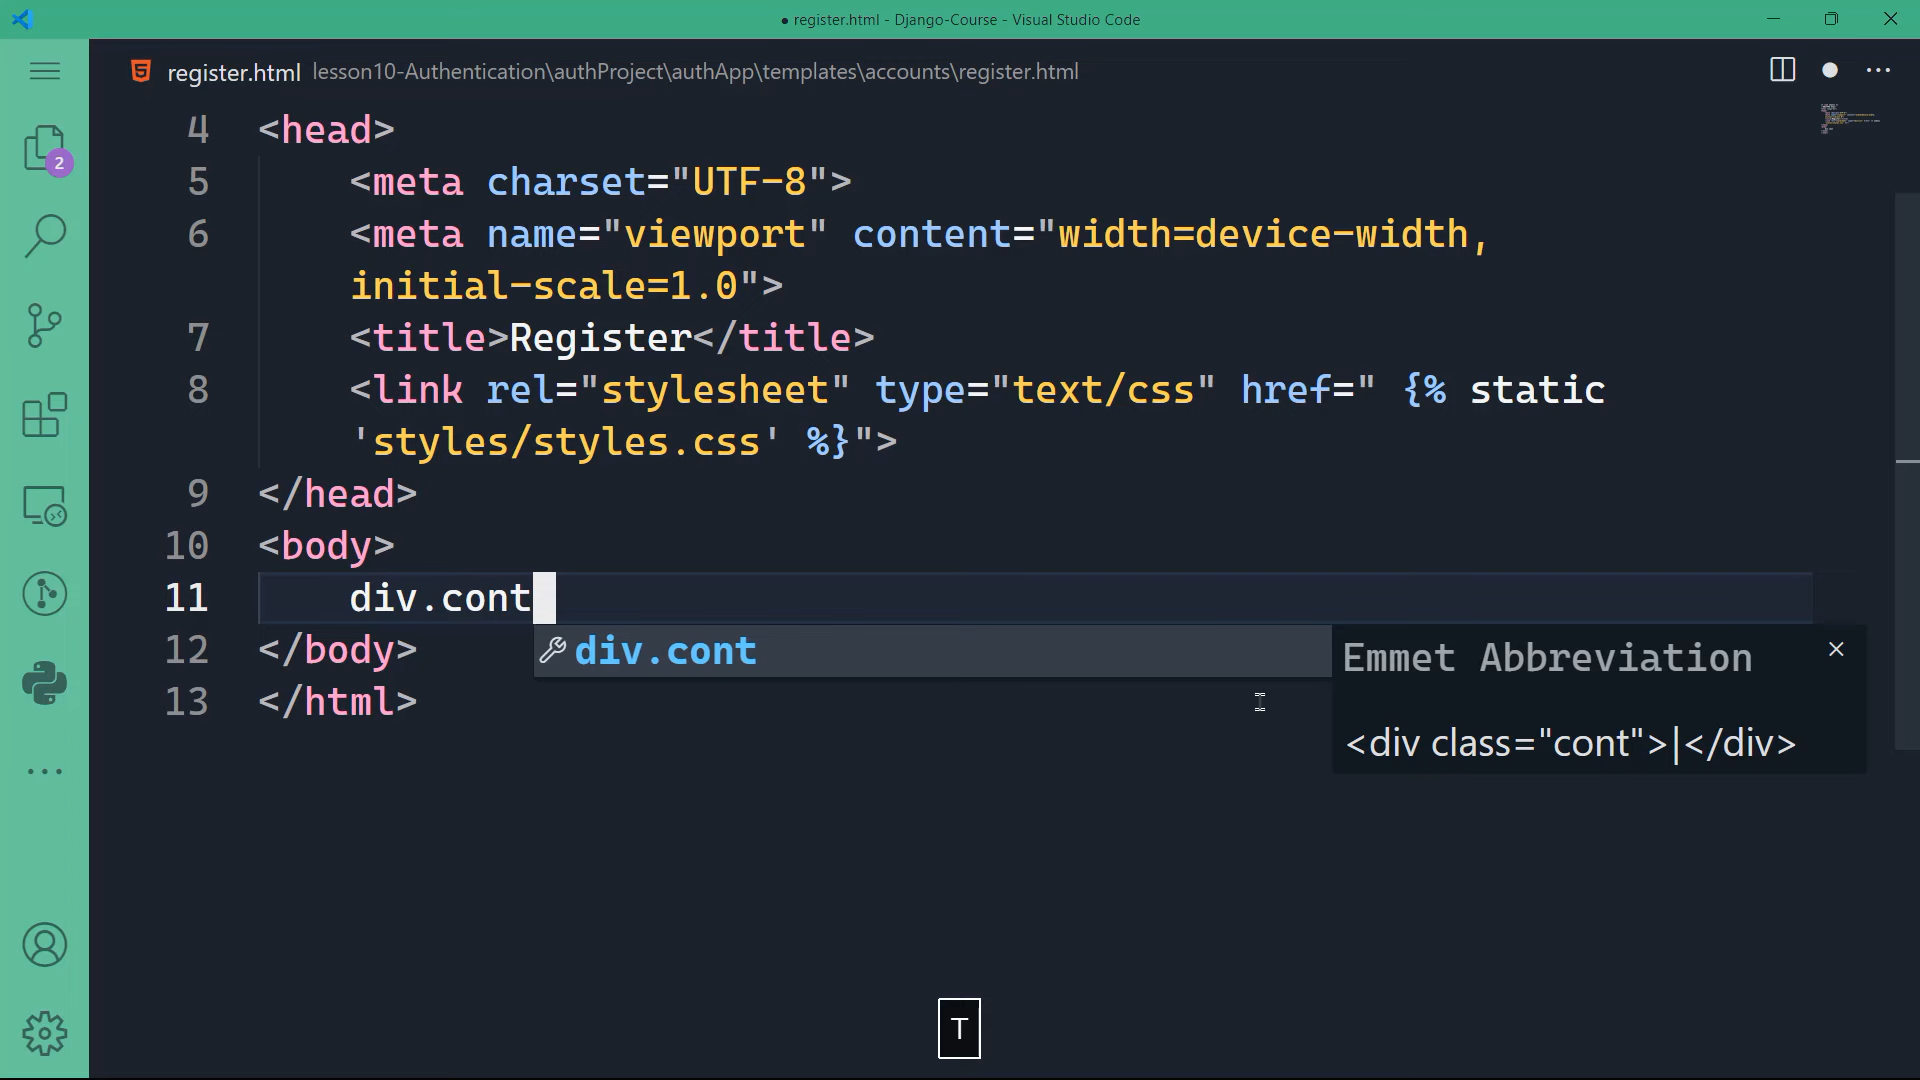 ● register.html - Django-Course - Visual Studio Code
register.html lesson10-Authentication\authProject\authApp\templates\accounts\register.html
2
4 <head>
5 <meta charset="UTF-8">
6 <meta name="viewport" content="width=device-width,
initial-scale=1.0">
7 <title>Register</title>
8 <link rel="stylesheet" type="text/css" href=" {% static
'styles/styles.css' %}">
9 </head>
10 <body>
11 div.cont
12 </body>
div.cont
Emmet Abbreviation
13 </html>
<div class="cont">|</div>
T